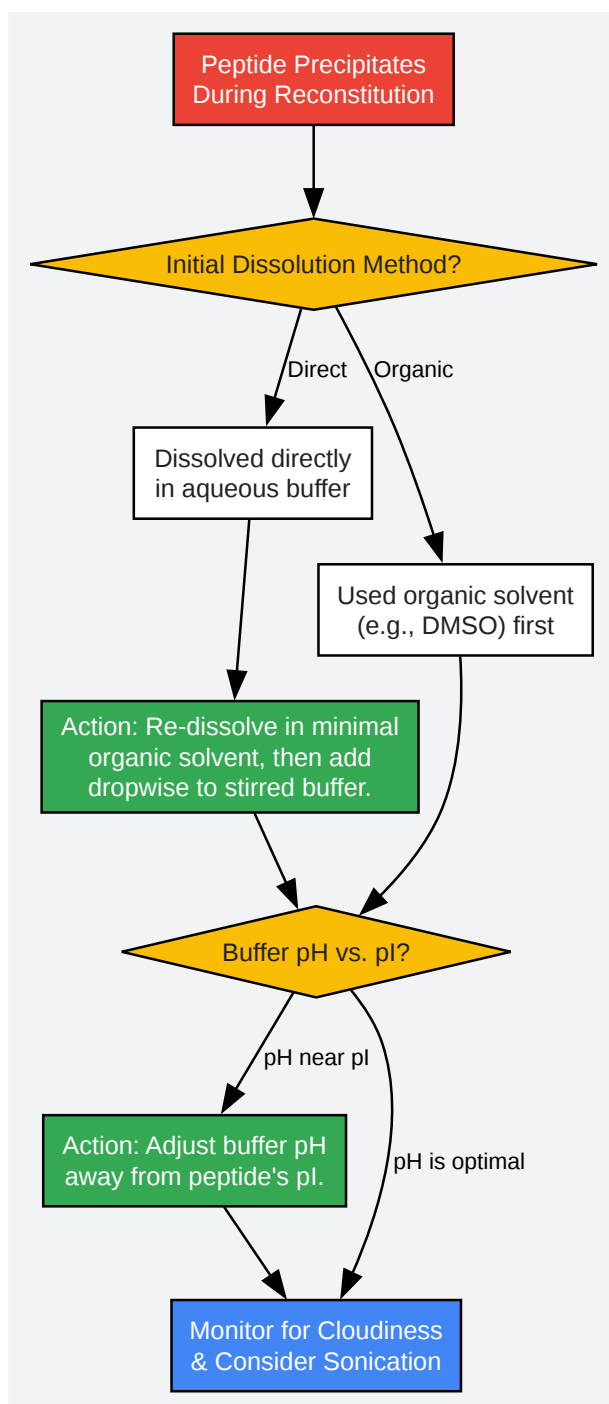 Peptide Precipitates
During Reconstitution
Initial Dissolution Method?
Direct
Organic
Dissolved directly
in aqueous buffer
Used organic solvent
(e.g., DMSO) first
Action: Re-dissolve in minimal
organic solvent, then add
dropwise to stirred buffer.
Buffer pH vs. pI?
pH near pI
Action: Adjust buffer pH
away from peptide's pI.
pH is optimal
Monitor for Cloudiness
& Consider Sonication